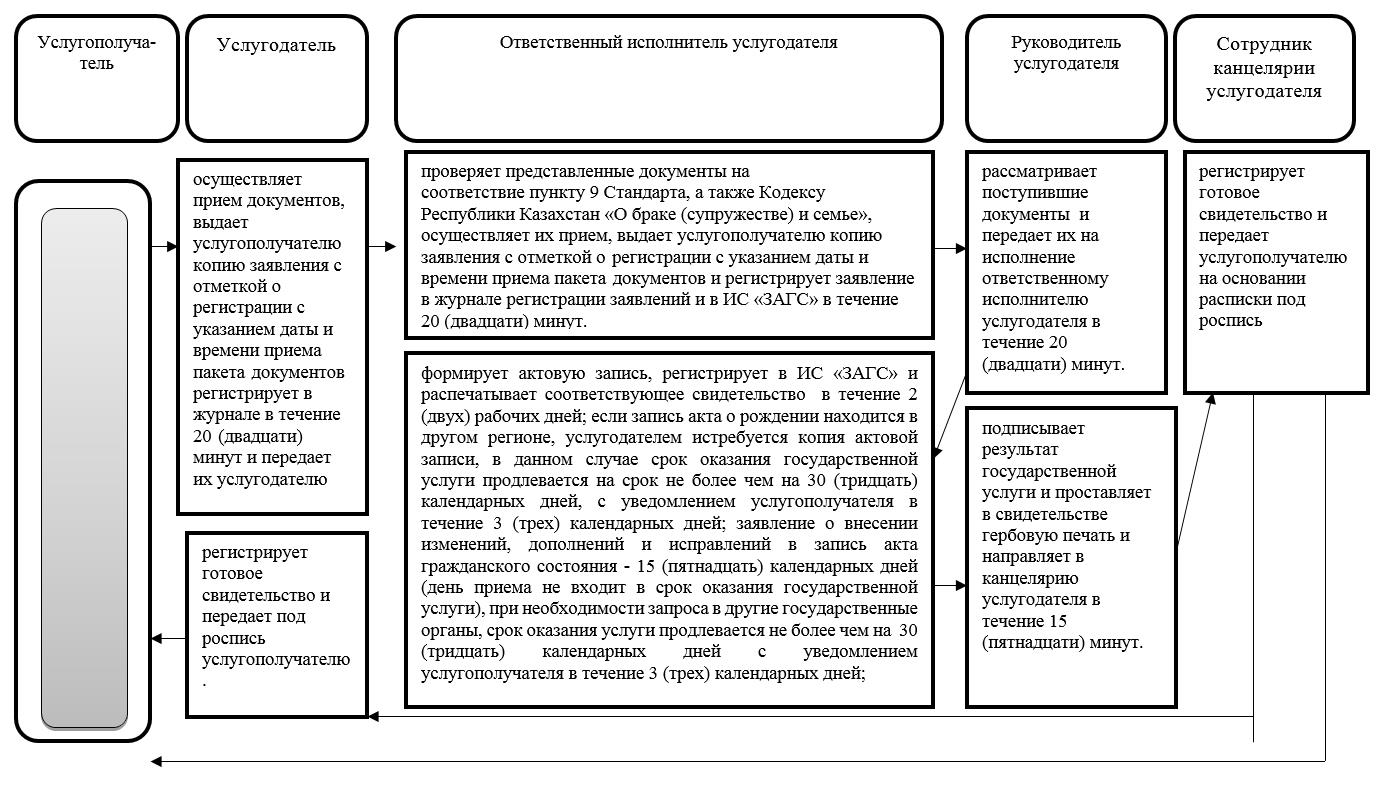 Услугополуча-
тель
Услугодатель
Ответственный исполнитель услугодателя
Руководитель
услугодателя
Сотрудник
канцелярии
услугодателя
осуществляет
прием документов,
выдает
услугополучателю
копию заявления с
отметкой о
регистрации с
указанием даты и
времени приема
пакета документов
регистрирует в
журнале в течение
20 (двадцати)
минут и передает
их услугодателю
регистрирует
готовое
свидетельство и
передает под
роспись
услугополучателю
.
проверяет представленные документы на
соответствие пункту 9 Стандарта, а также Кодексу
Республики Казахстан «О браке (супружестве) и семье»,
осуществляет их прием, выдает услугополучателю копию
заявления с отметкой о регистрации с указанием даты и
времени приема пакета документов и регистрирует заявление
в журнале регистрации заявлений и в ИС «ЗАГС» в течение
20 (двадцати) минут.
формирует актовую запись, регистрирует в ИС «ЗАГС» и
распечатывает соответствующее свидетельство в течение 2
(двух) рабочих дней; если запись акта о рождении находится в
другом регионе, услугодателем истребуется копия актовой
записи, в данном случае срок оказания государственной
услуги продлевается на срок не более чем на 30 (тридцать)
календарных дней, с уведомлением услугополучателя в
течение 3 (трех) календарных дней; заявление о внесении
изменений, дополнений и исправлений в запись акта
гражданского состояния - 15 (пятнадцать) календарных дней
(день приема не входит в срок оказания государственной
услуги), при необходимости запроса в другие государственные
органы, срок оказания услуги продлевается не более чем на 30
(тридцать) календарных дней с уведомлением
услугополучателя в течение 3 (трех) календарных дней;
рассматривает
поступившие
документы и
передает их на
исполнение
ответственному
исполнителю
услугодателя в
течение 20
(двадцати) минут.
подписывает
результат
государственной
услуги и проставляет
в свидетельстве
гербовую печать и
направляет в
канцелярию
услугодателя в
течение 15
(пятнадцати) минут.
регистрирует
готовое
свидетельство и
передает
услугополучателю
на основании
расписки под
роспись